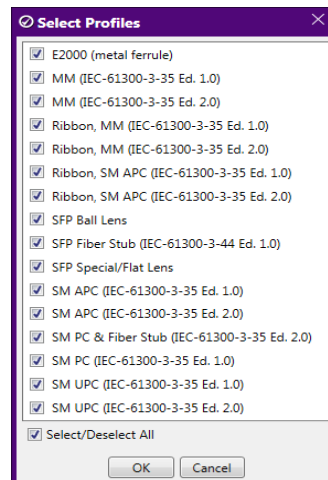 Select Profiles
E2000 (metal ferrule)
MM (IEC-61300-3-35 Ed. 1.0)
MM (IEC-61300-3-35 Ed. 2.0)
Ribbon, MM (IEC-61300-3-35 Ed. 1.0)
Ribbon, MM (IEC-61300-3-35 Ed. 2.0)
Ribbon, SM APC (IEC-61300-3-35 Ed. 1.0)
Ribbon, SM APC (IEC-61300-3-35 Ed. 2.0)
SFP Ball Lens
SFP Fiber Stub (IEC-61300-3-44 Ed. 1.0)
SFP Special/Flat Lens
SM APC (IEC-61300-3-35 Ed. 1.0)
SM APC (IEC-61300-3-35 Ed. 2.0)
SM PC & Fiber Stub (IEC-61300-3-35 Ed. 2.0)
SM PC (IEC-61300-3-35 Ed. 1.0)
SM UPC (IEC-61300-3-35 Ed. 1.0)
SM UPC (IEC-61300-3-35 Ed. 2.0)
Select/Deselect All
OK Cancel